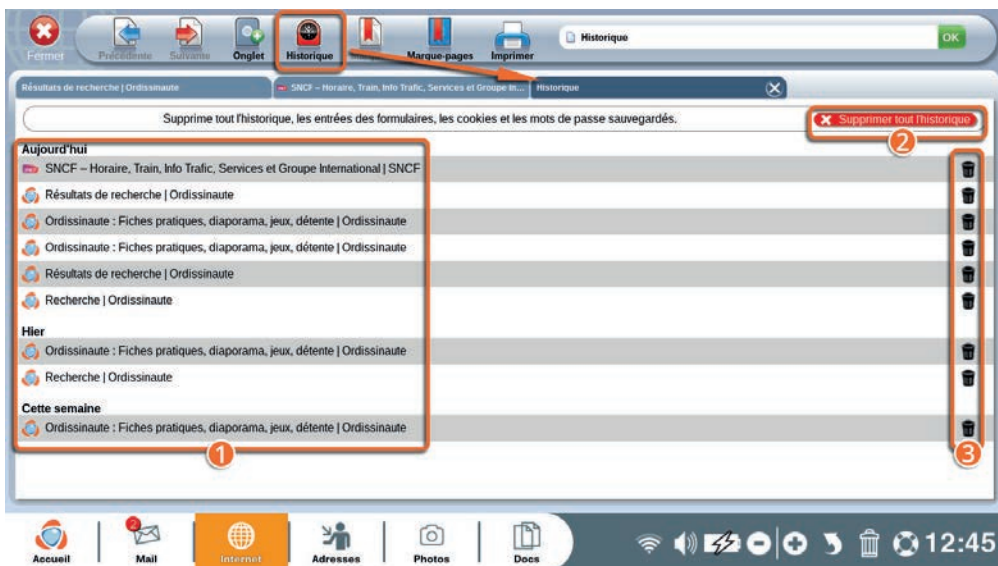 Fermer
Précédente
Suivante
Onglet
Historique
Marque-pages
Imprimer
Historique
OK
Résultats de recherche | Ordissinaute
SNCF – Horaire, Train, Info Trafic, Services et Groupe In...
Historique
Supprime tout l'historique, les entrées des formulaires, les cookies et les mots de passe sauvegardés.
Supprimer tout l'historique
2
Aujourd'hui
SNCF – Horaire, Train, Info Trafic, Services et Groupe International | SNCF
Résultats de recherche | Ordissinaute
Ordissinaute : Fiches pratiques, diaporama, jeux, détente | Ordissinaute
Ordissinaute : Fiches pratiques, diaporama, jeux, détente | Ordissinaute
Résultats de recherche | Ordissinaute
Recherche | Ordissinaute
Hier
Ordissinaute : Fiches pratiques, diaporama, jeux, détente | Ordissinaute
Recherche | Ordissinaute
Cette semaine
Ordissinaute : Fiches pratiques, diaporama, jeux, détente | Ordissinaute
1
3
Accueil
2
Mail
Internet
Adresses
Photos
Docs
12:45